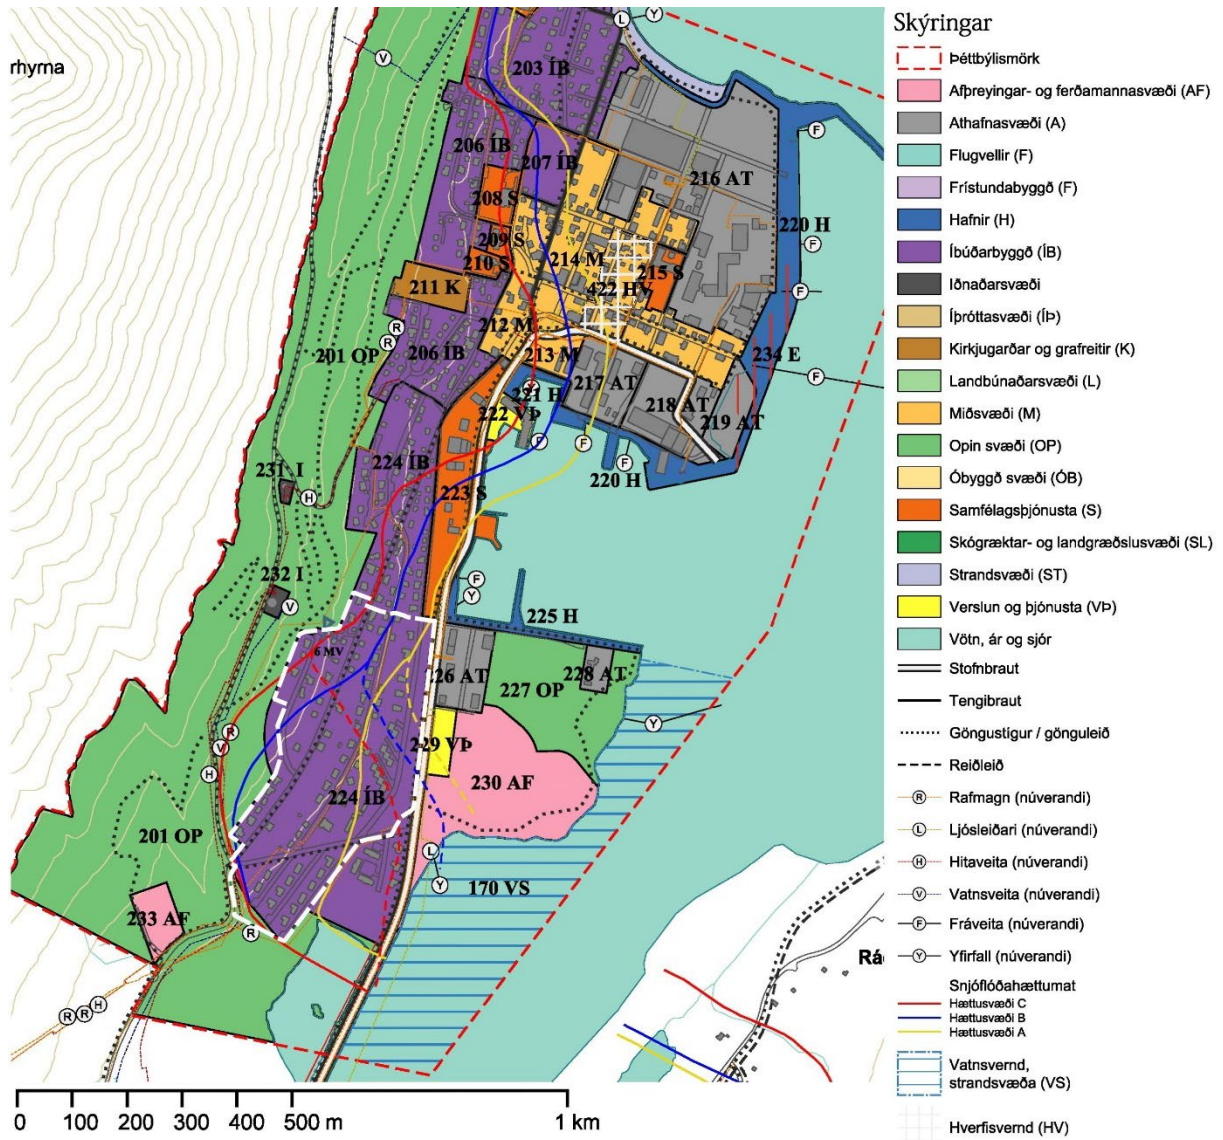 rhyrna
203 ÍB
206 ÍB
207 ÍB
208 S
209 S
210 S
211 K
212 M
206 ÍB
201 OP
213 M
214 M
215 S
422 HV
216 AT
220 H
234 E
217 AT
218 AT
219 AT
221 H
222 VÞ
220 H
223 S
224 ÍB
231 I
232 I
225 H
6 MV
26 AT
227 OP
228 AT
229 VÞ
230 AF
224 ÍB
201 OP
233 AF
170 VS
L
Y
V
F
F
F
F
F
F
F
R
R
H
V
F
Y
Y
R
V
H
L
Y
R
R
R
H
0 100 200 300 400 500 m 1 km
Skýringar
Þéttbýlismörk
Afþreyingar- og ferðamannasvæði (AF)
Athafnasvæði (A)
Flugvellir (F)
Frístundabyggð (F)
Hafnir (H)
Íbúðarbyggð (ÍB)
Iðnaðarsvæði
Íþróttasvæði (ÍÞ)
Kirkjugarðar og grafreitir (K)
Landbúnaðarsvæði (L)
Miðsvæði (M)
Opin svæði (OP)
Óbyggð svæði (ÓB)
Samfélagsþjónusta (S)
Skógræktar- og landgræðslusvæði (SL)
Strandsvæði (ST)
Verslun og þjónusta (VÞ)
Vötn, ár og sjór
Stofnbraut
Tengibraut
Göngustígur / gönguleið
Reiðleið
R Rafmagn (núverandi)
L Ljósleiðari (núverandi)
H Hitaveita (núverandi)
V Vatnsveita (núverandi)
F Fráveita (núverandi)
Y Yfirfall (núverandi)
Snjóflóðahættumat
Hættusvæði C
Hættusvæði B
Hættusvæði A
Vatnsvernd,
strandsvæða (VS)
Hverfisvernd (HV)